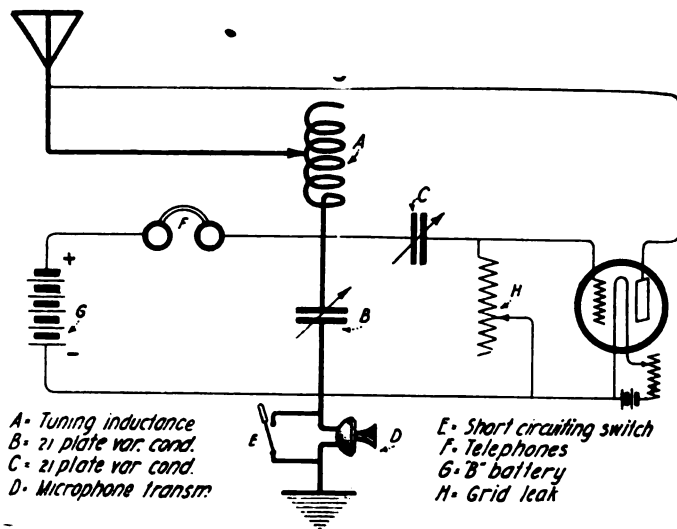 A
C
F
+
G
-
H
B
E
D
A= Tuning inductance
B= 21 plate var. cond.
C= 21 plate var cond.
D= Microphone transm.
E= Short circuiting switch
F= Telephones
G= "B" battery
H= Grid leak